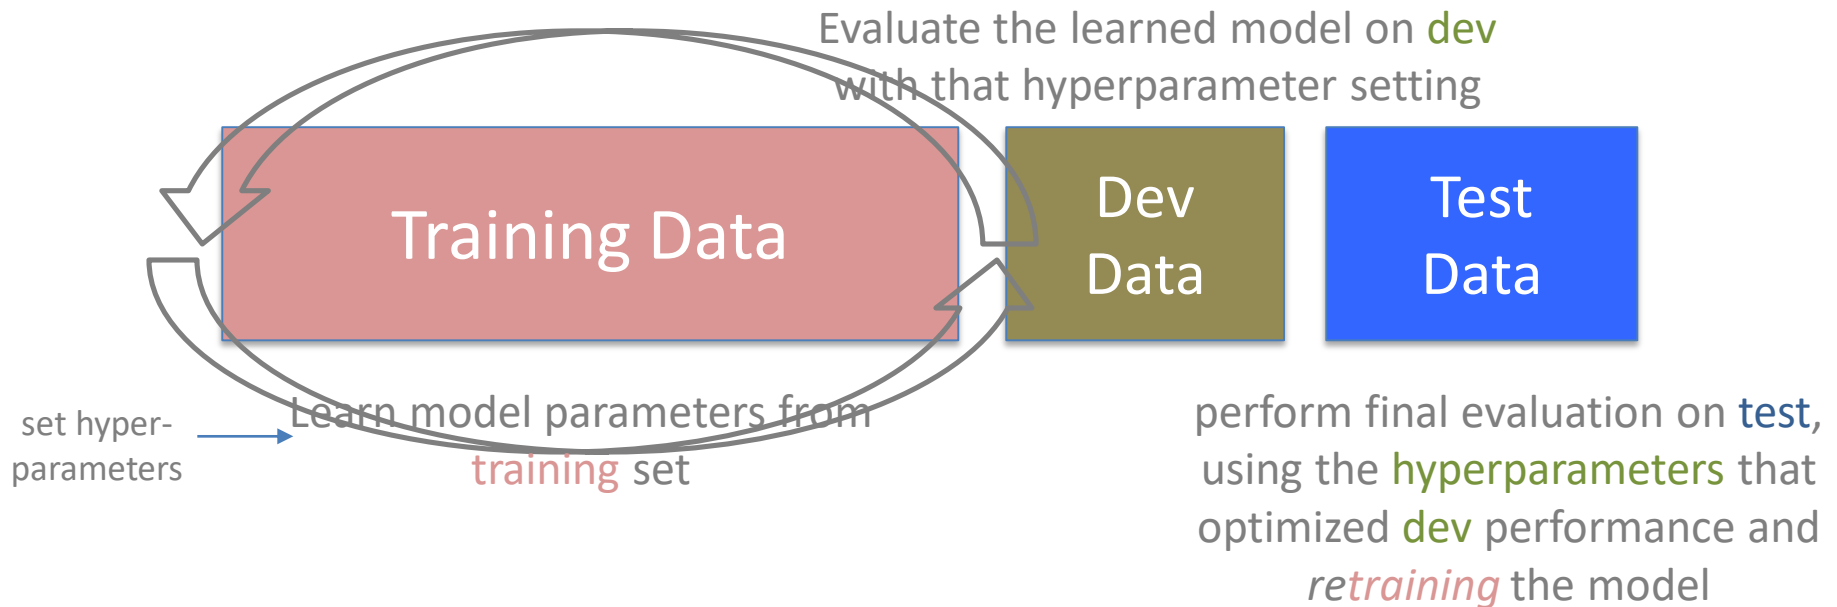 Evaluate the learned model on dev
with that hyperparameter setting
Training Data
Dev
Data
Test
Data
set hyper-
parameters
Learn model parameters from
training set
perform final evaluation on test,
using the hyperparameters that
optimized dev performance and
retraining the model